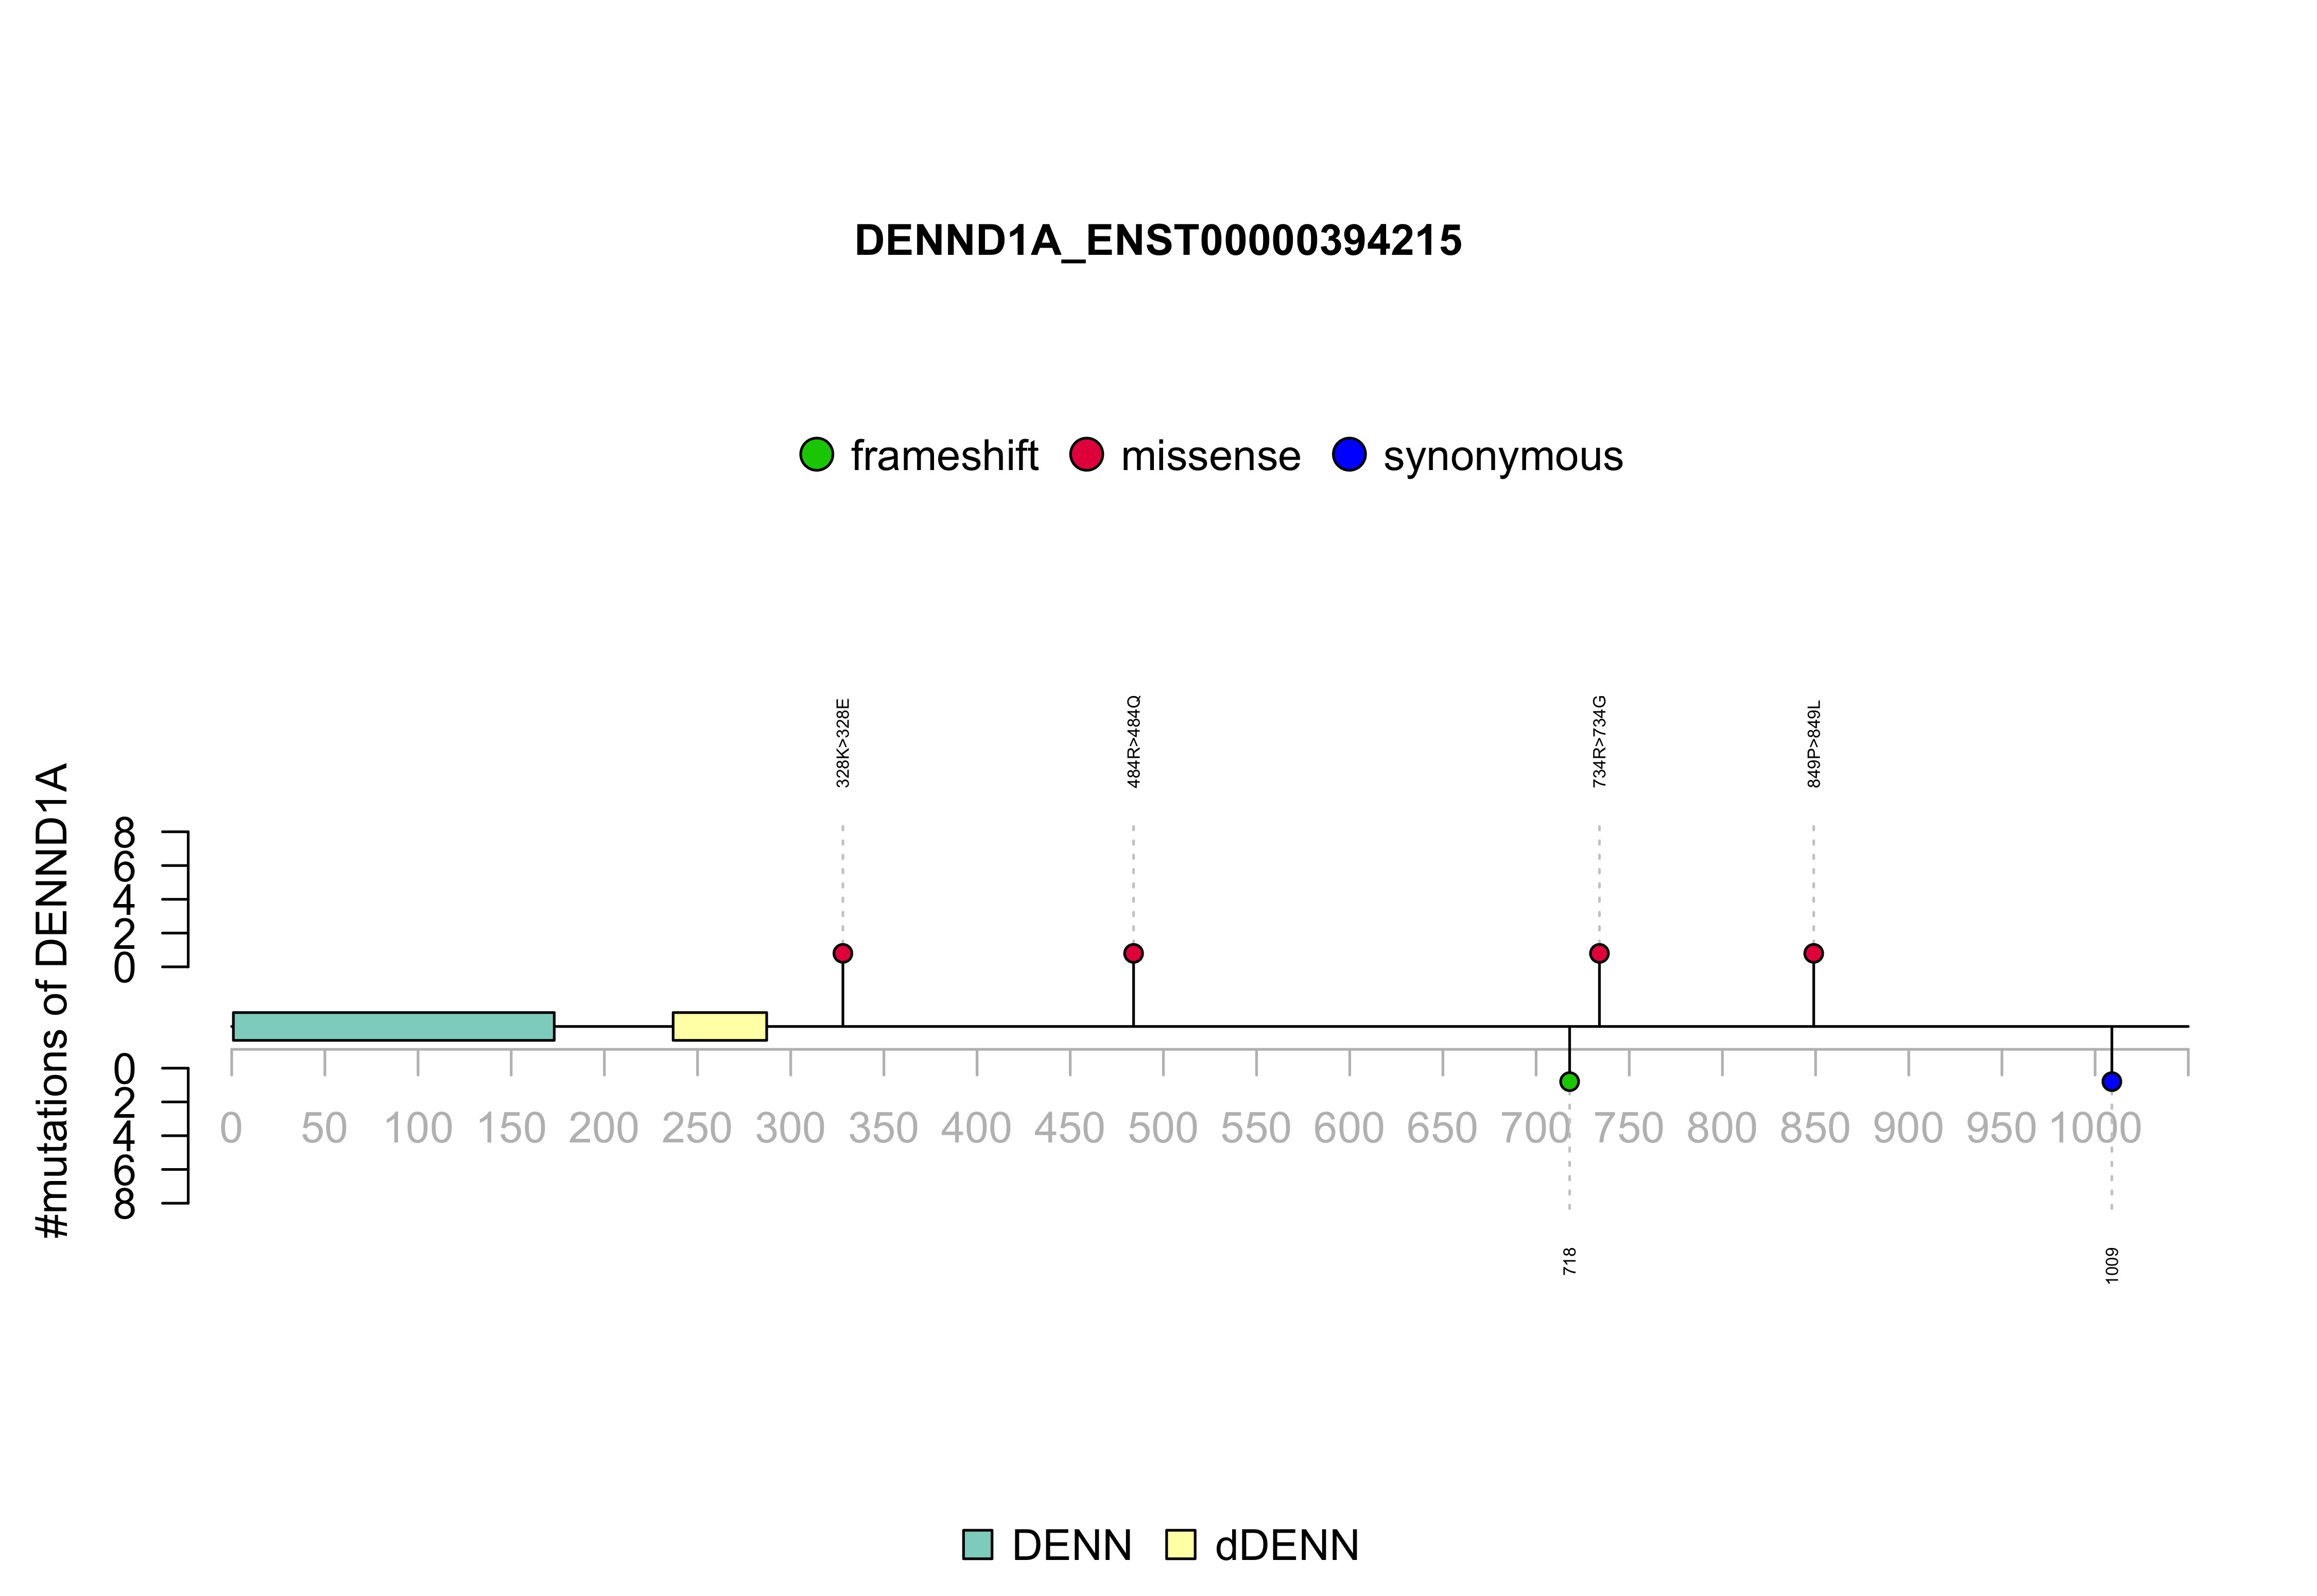 DENND1A_ENST00000394215
frameshift missense synonymous
328K>328E 484R>484Q 734R>734G 849P>849L
#mutations of DENND1A
8
6
4
2
0
0
2
4
6
8
0 50 100 150 200 250 300 350 400 450 500 550 600 650 700 750 800 850 900 950 1000
718 1009
DENN dDENN